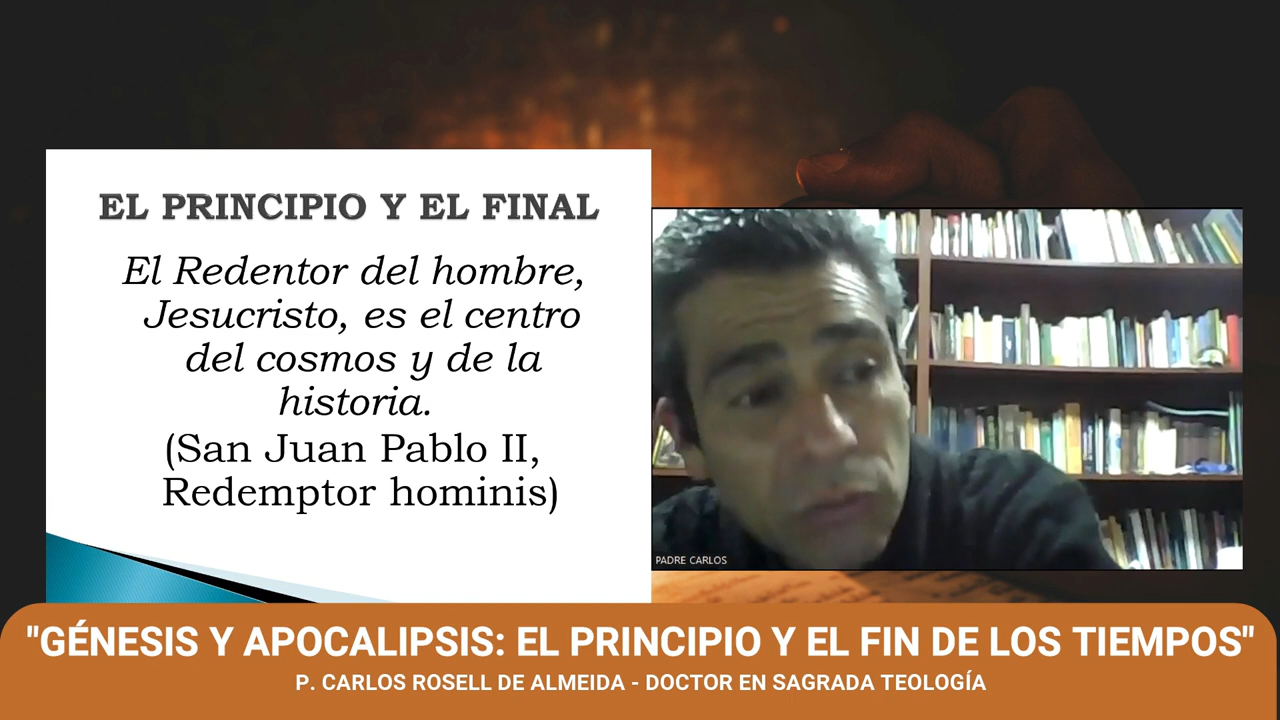 EL PRINCIPIO Y EL FINAL
El Redentor del hombre,
Jesucristo, es el centro
del cosmos y de la
historia.
(San Juan Pablo II,
Redemptor hominis)
PADRE CARLOS
"GÉNESIS Y APOCALIPSIS: EL PRINCIPIO Y EL FIN DE LOS TIEMPOS"
P. CARLOS ROSELL DE ALMEIDA - DOCTOR EN SAGRADA TEOLOGÍA